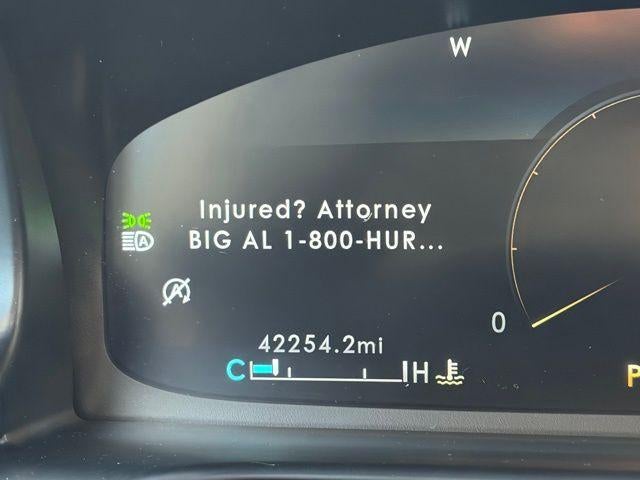 W
Injured? Attorney
BIG AL 1-800-HUR...
A
A
0
42254.2mi
C H
P